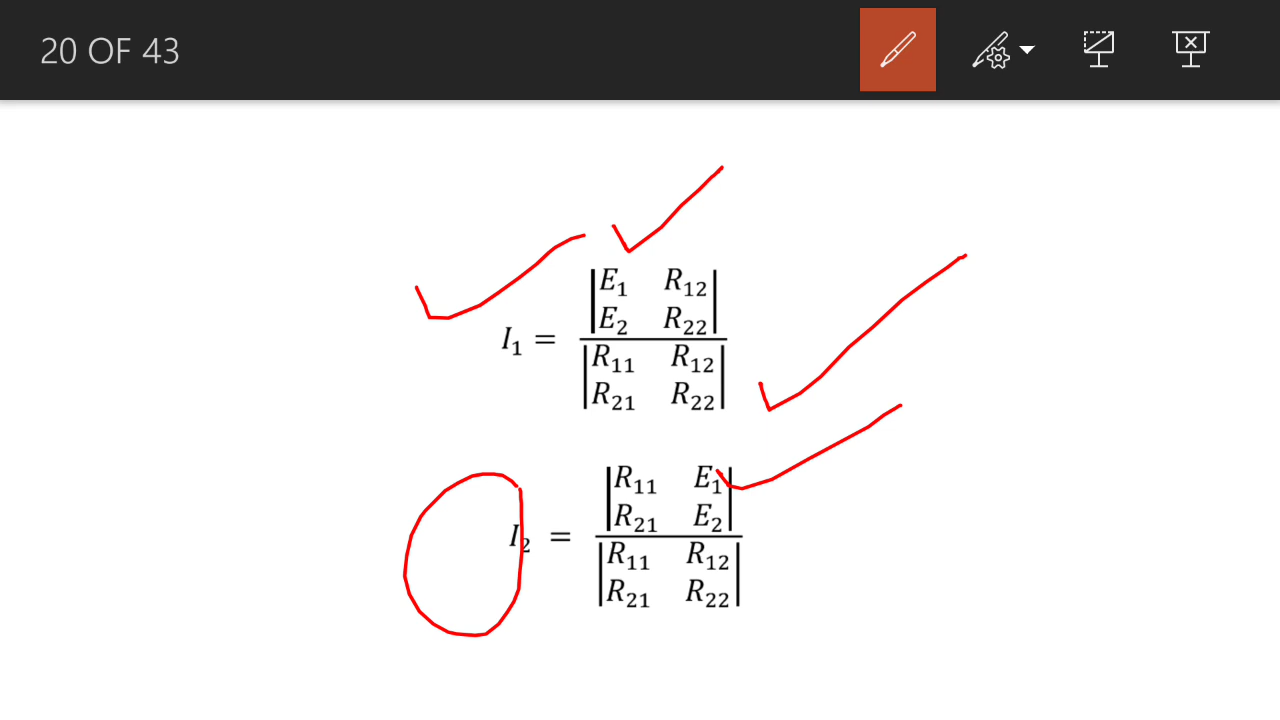 20 OF 43
E₁ R₁₂
E₂ R₂₂
I₁ =
R₁₁ R₁₂
R₂₁ R₂₂
R₁₁ E₁
R₂₁ E₂
I₂ =
R₁₁ R₁₂
R₂₁ R₂₂